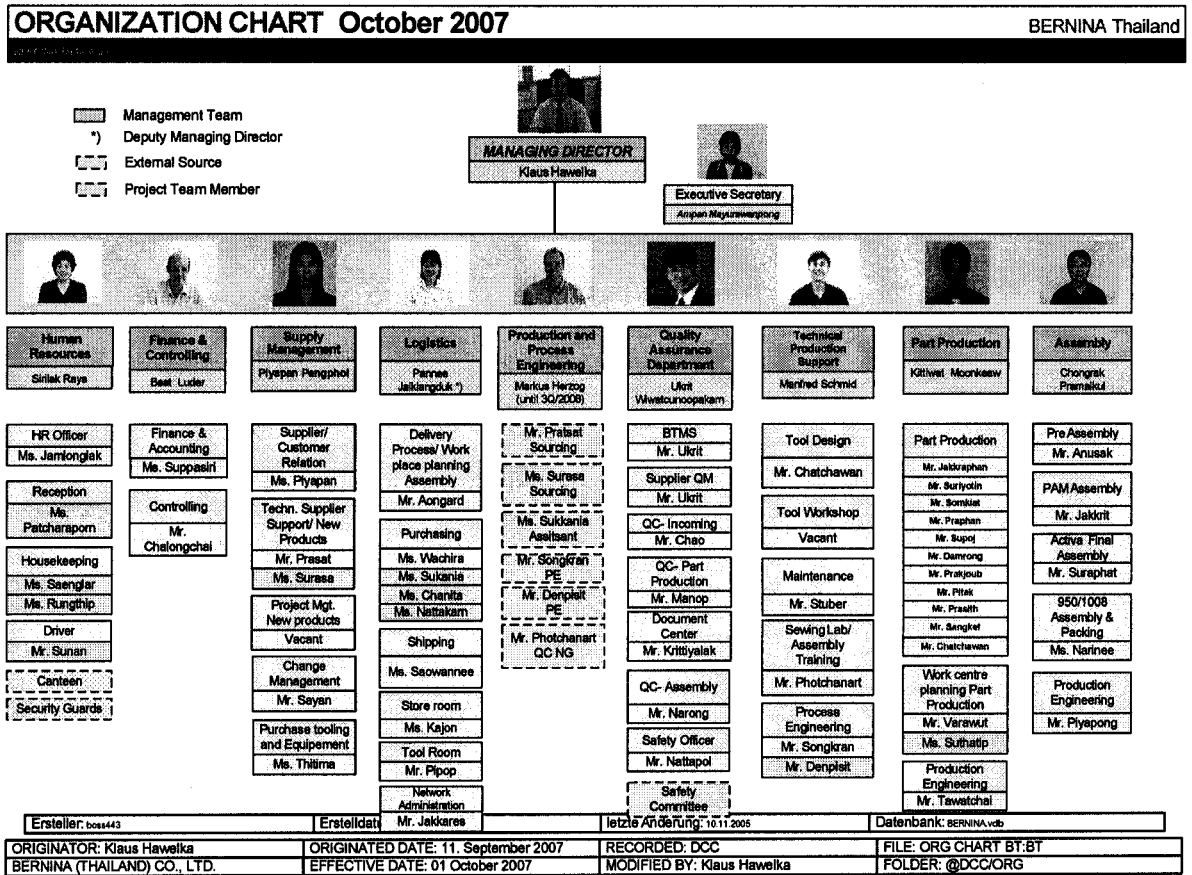 ORGANIZATION CHART October 2007
BERNINA Thailand
Management Team
*) Deputy Managing Director
External Source
Project Team Member
MANAGING DIRECTOR
Klaus Hawelka
Executive Secretary
Human
Resources
Sirilak Raya
Finance &
Controlling
Beat Luder
Supply
Management
Piyapan Pengphol
Logistics
Pannee
Jaiklangduk *)
Production and
Process
Engineering
Markus Herzog
(until 3Q/2008)
Quality
Assurance
Department
Ukrit
Wiwatcunoopakarn
Technical
Production
Support
Manfred Schmid
Part Production
Kittiwat Moonkeaw
Assembly
Chongrak
Pramaikul
HR Officer
Ms. Jamlonglak
Reception
Ms.
Patcharaporn
Housekeeping
Ms. Saenglar
Ms. Rungthip
Driver
Mr. Sunan
Canteen
Security Guards
Finance &
Accounting
Ms. Suppasiri
Controlling
Mr.
Chalongchai
Supplier/
Customer
Relation
Ms. Piyapan
Techn. Supplier
Support/ New
Products
Mr. Prasat
Ms. Surasa
Project Mgt.
New products
Vacant
Change
Management
Mr. Sayan
Purchase tooling
and Equipement
Ms. Thitima
Delivery
Process/ Work
place planning
Assembly
Mr. Aongard
Purchasing
Ms. Wachira
Ms. Sukania
Ms. Chanita
Ms. Nattakarn
Shipping
Ms. Saowannee
Store room
Ms. Kajon
Tool Room
Mr. Pipop
Network
Administration
Mr. Jakkares
Mr. Pratsat
Sourcing
Ms. Surasa
Sourcing
Ms. Sukkania
Assitsant
Mr. Songkran
PE
Mr. Denpisit
PE
Mr. Photchanart
QC NG
BTMS
Mr. Ukrit
Supplier QM
Mr. Ukrit
QC- Incoming
Mr. Chao
QC- Part
Production
Mr. Manop
Document
Center
Mr. Krittiyalak
QC- Assembly
Mr. Narong
Safety Officer
Mr. Nattapol
Safety
Committee
Tool Design
Mr. Chatchawan
Tool Workshop
Vacant
Maintenance
Mr. Stuber
Sewing Lab/
Assembly
Training
Mr. Photchanart
Process
Engineering
Mr. Songkran
Mr. Denpisit
Part Production
Mr. Jakkraphan
Mr. Suriyotin
Mr. Somkiat
Mr. Praphan
Mr. Supoj
Mr. Damrong
Mr. Prakjoub
Mr. Pitak
Mr. Prasith
Mr. Sangket
Mr. Chatchawan
Work centre
planning Part
Production
Mr. Varawut
Ms. Suthatip
Production
Engineering
Mr. Tawatchai
Pre Assembly
Mr. Anusak
PAM Assembly
Mr. Jakkrit
Activa Final
Assembly
Mr. Suraphat
950/1008
Assembly &
Packing
Ms. Narinee
Production
Engineering
Mr. Piyapong
Ersteller: boss443
Erstelldat
letzte Änderung: 10.11.2005
Datenbank: BERNINA.vdb
ORIGINATOR: Klaus Hawelka
ORIGINATED DATE: 11. September 2007
RECORDED: DCC
FILE: ORG CHART BT:BT
BERNINA (THAILAND) CO., LTD.
EFFECTIVE DATE: 01 October 2007
MODIFIED BY: Klaus Hawelka
FOLDER: @DCC/ORG